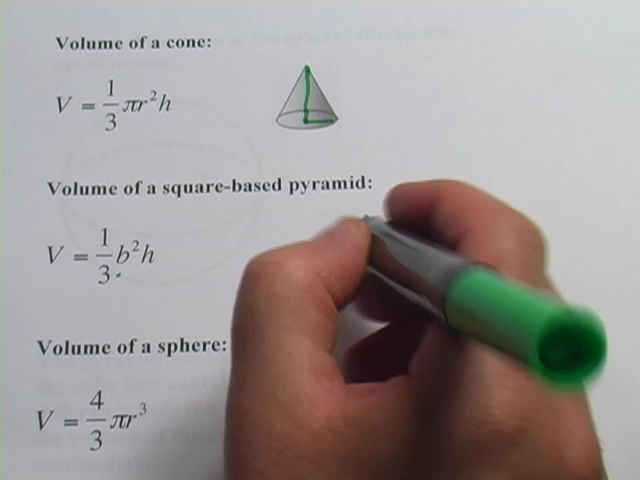 Volume of a cone:
V = 1/3 πr²h
Volume of a square-based pyramid:
V = 1/3 b²h
Volume of a sphere:
V = 4/3 πr³